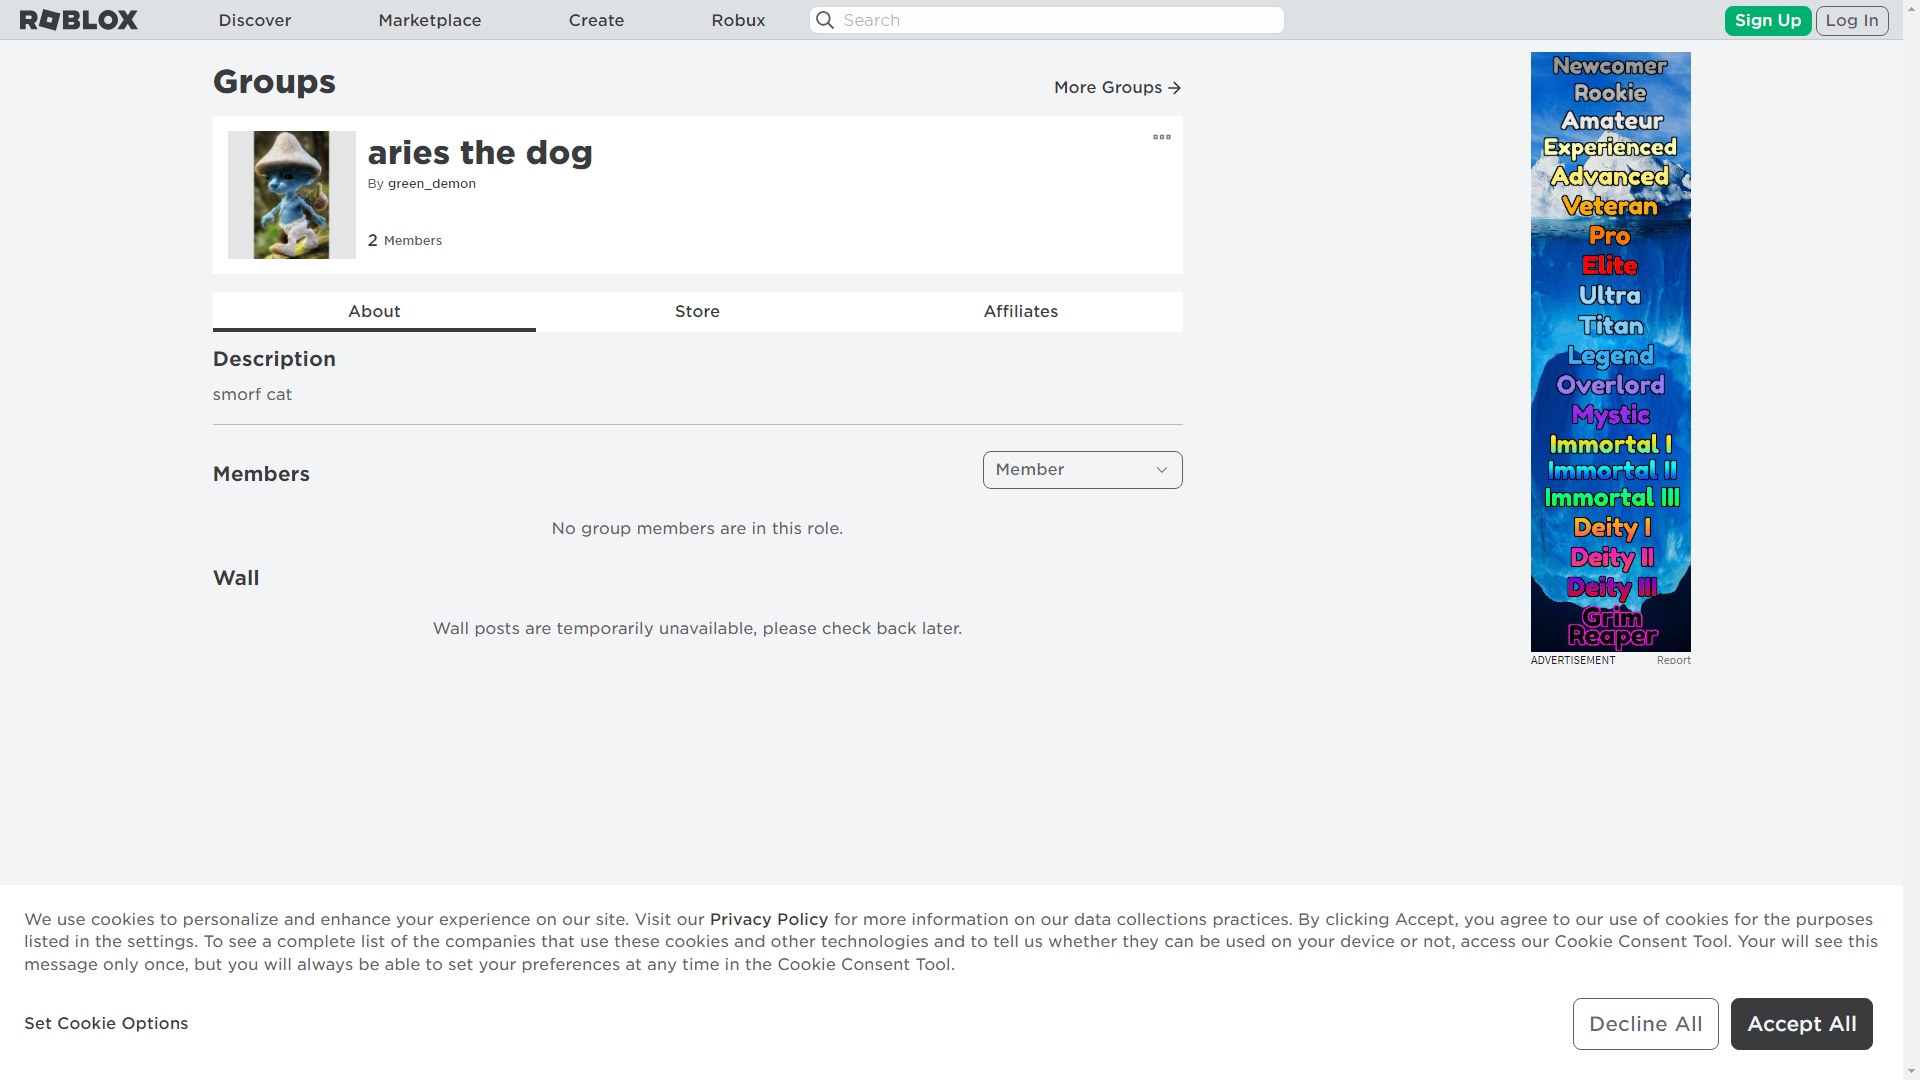 ROBLOX
Discover
Marketplace
Create
Robux
Search
Sign Up
Log In
Groups
More Groups
aries the dog
By green_demon
2 Members
About
Store
Affiliates
Description
smorf cat
Members
Member
No group members are in this role.
Wall
Wall posts are temporarily unavailable, please check back later.
Newcomer
Rookie
Amateur
Experienced
Advanced
Veteran
Pro
Elite
Ultra
Titan
Legend
Overlord
Mystic
Immortal I
Immortal II
Immortal III
Deity I
Deity II
Deity III
Grim
Reaper
ADVERTISEMENT
Report
We use cookies to personalize and enhance your experience on our site. Visit our Privacy Policy for more information on our data collections practices. By clicking Accept, you agree to our use of cookies for the purposes
listed in the settings. To see a complete list of the companies that use these cookies and other technologies and to tell us whether they can be used on your device or not, access our Cookie Consent Tool. Your will see this
message only once, but you will always be able to set your preferences at any time in the Cookie Consent Tool.
Set Cookie Options
Decline All
Accept All